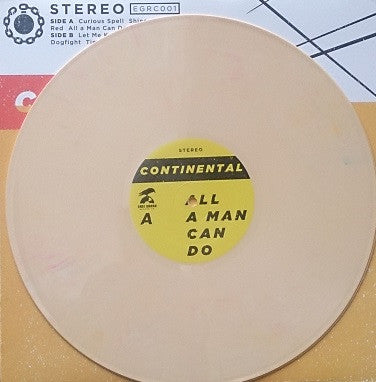 STEREO EGRC001
SIDE A Curious Spell
Red All a Man Can D
SIDE B Let Me K
Dogfight
STEREO
CONTINENTAL
A
ALL
A MAN
CAN
DO